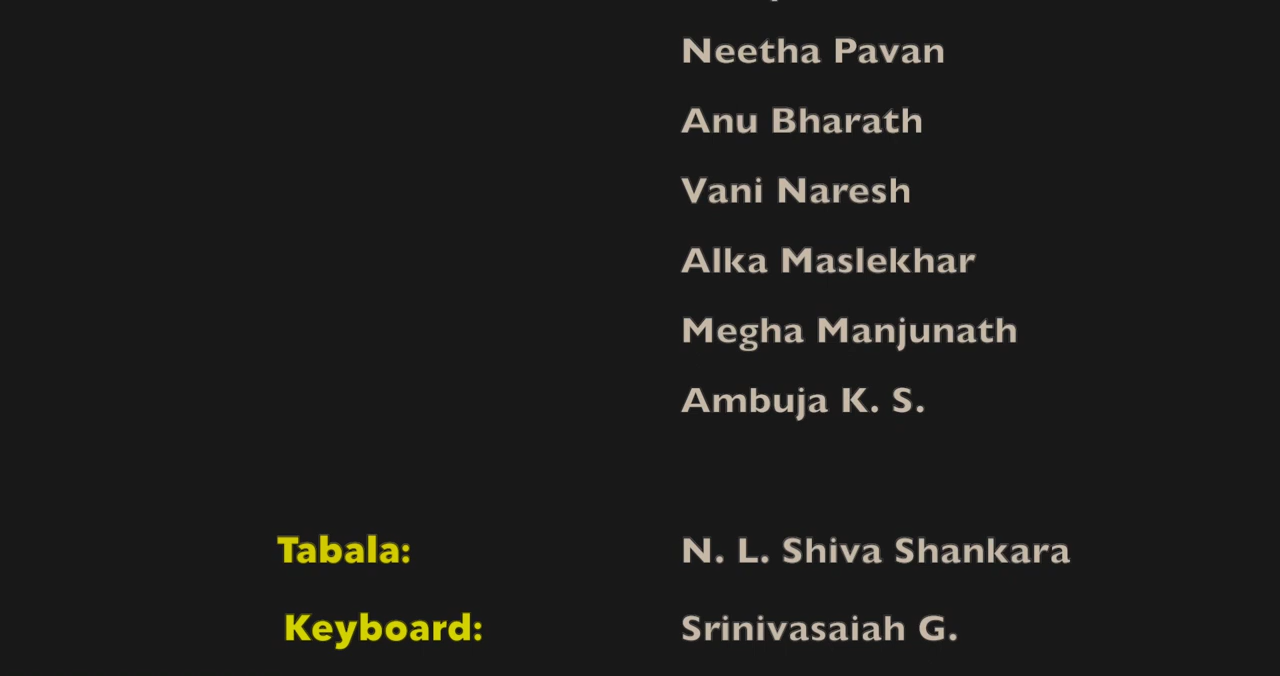 Neetha Pavan
Anu Bharath
Vani Naresh
Alka Maslekhar
Megha Manjunath
Ambuja K. S.
Tabala: N. L. Shiva Shankara
Keyboard: Srinivasaiah G.